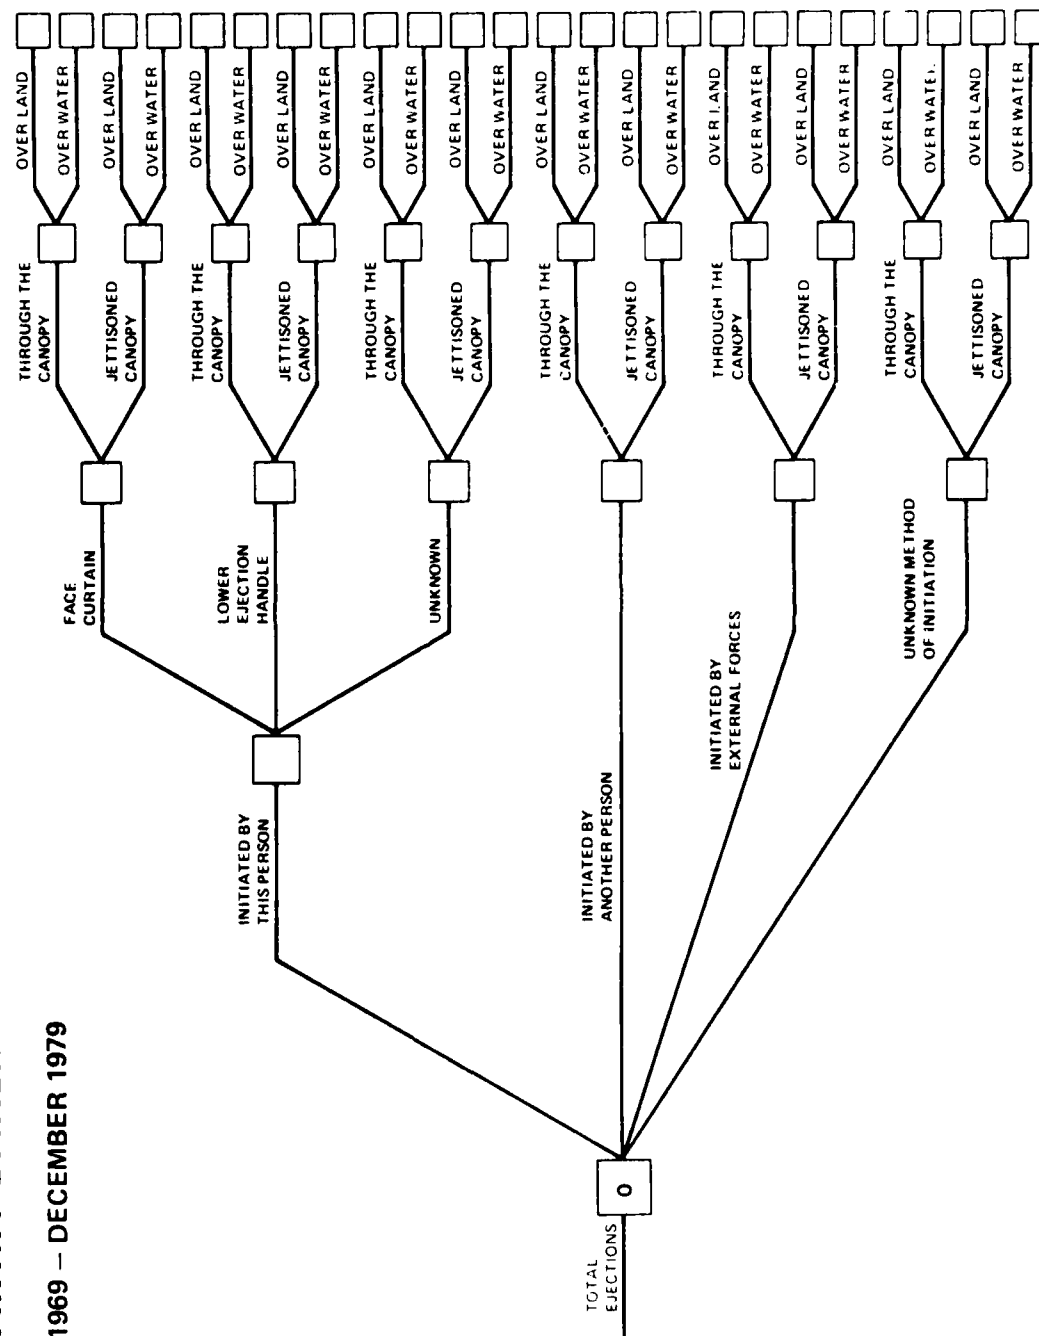 1969 – DECEMBER 1979
TOTAL
EJECTIONS
0
INITIATED BY
THIS PERSON
FACE
CURTAIN
THROUGH THE
CANOPY
OVER LAND
OVER WATER
JETTISONED
CANOPY
OVER LAND
OVER WATER
LOWER
EJECTION
HANDLE
THROUGH THE
CANOPY
OVER LAND
OVER WATER
JETTISONED
CANOPY
OVER LAND
OVER WATER
UNKNOWN
THROUGH THE
CANOPY
OVER LAND
OVER WATER
JETTISONED
CANOPY
OVER LAND
OVER WATER
INITIATED BY
ANOTHER PERSON
THROUGH THE
CANOPY
OVER LAND
OVER WATER
JETTISONED
CANOPY
OVER LAND
OVER WATER
INITIATED BY
EXTERNAL FORCES
THROUGH THE
CANOPY
OVER LAND
OVER WATER
JETTISONED
CANOPY
OVER LAND
OVER WATER
UNKNOWN METHOD
OF INITIATION
THROUGH THE
CANOPY
OVER LAND
OVER WATER
JETTISONED
CANOPY
OVER LAND
OVER WATER